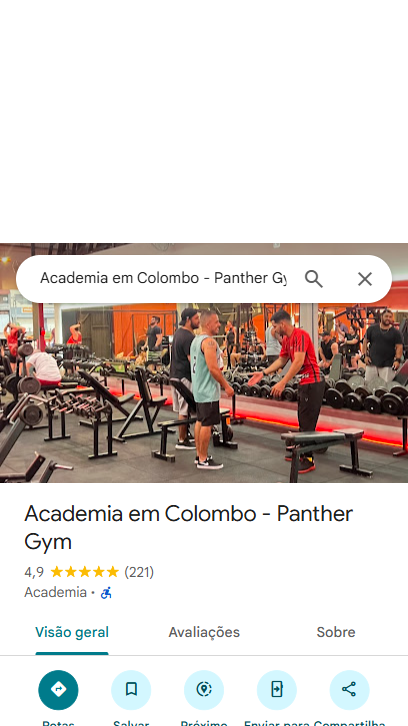 Academia em Colombo - Panther Gy
Academia em Colombo - Panther
Gym
4,9 (221)
Academia ·
Visão geral Avaliações Sobre
Rotas Salvar Próximo Enviar para Compartilha